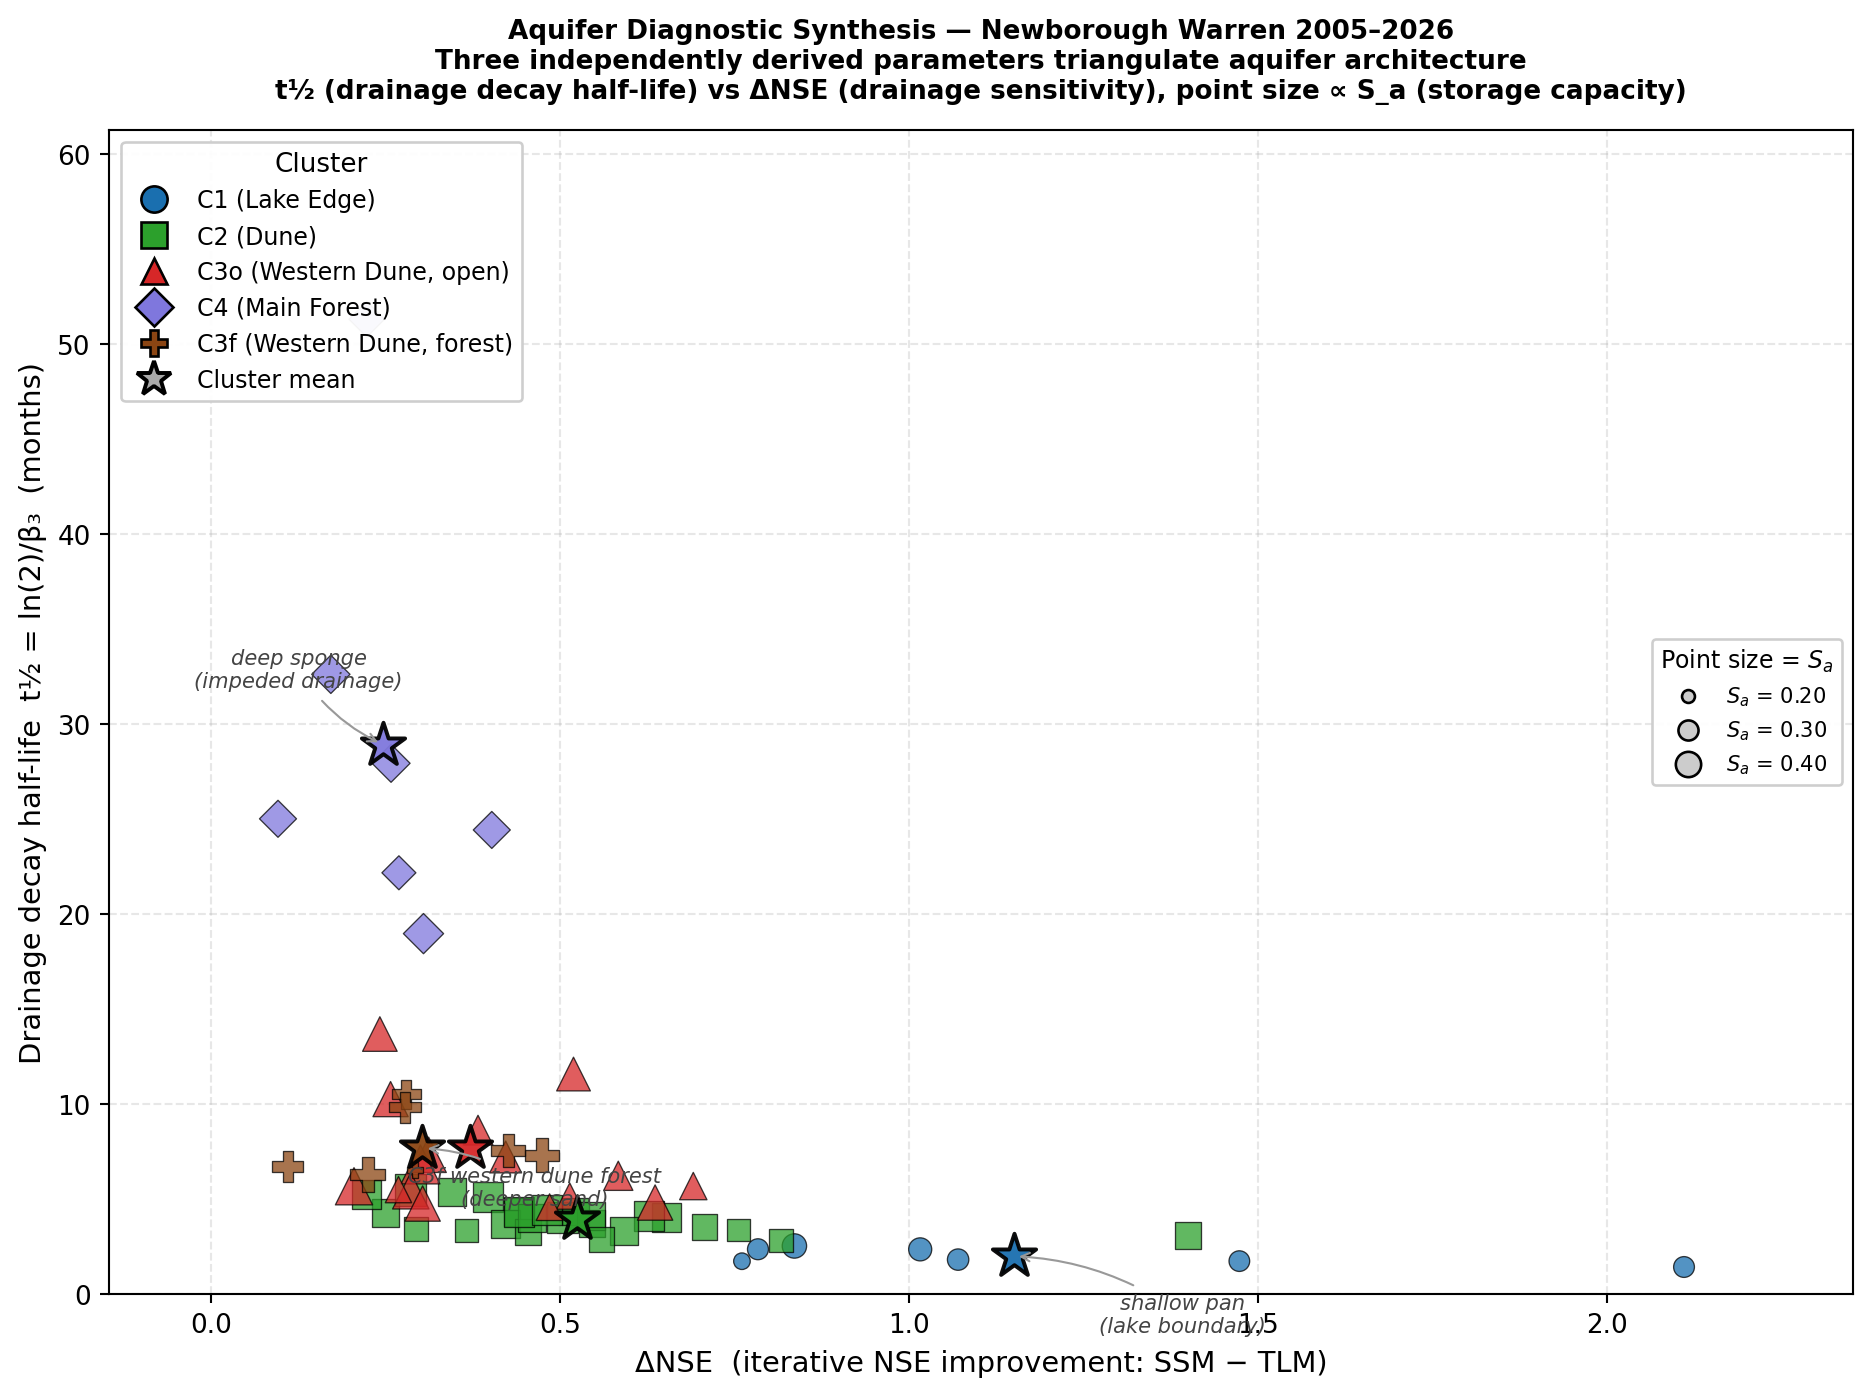 Aquifer Diagnostic Synthesis — Newborough Warren 2005–2026
Three independently derived parameters triangulate aquifer architecture
t½ (drainage decay half-life) vs ΔNSE (drainage sensitivity), point size ∝ S_a (storage capacity)
Drainage decay half-life  t½ = ln(2)/β₃  (months)
60
50
40
30
20
10
0
Cluster
C1 (Lake Edge)
C2 (Dune)
C3o (Western Dune, open)
C4 (Main Forest)
C3f (Western Dune, forest)
Cluster mean
deep sponge
(impeded drainage)
Point size = Sₐ
Sₐ = 0.20
Sₐ = 0.30
Sₐ = 0.40
western dune forest
(deeper sand)
shallow pan
(lake boundary)
0.0
0.5
1.0
1.5
2.0
ΔNSE  (iterative NSE improvement: SSM − TLM)